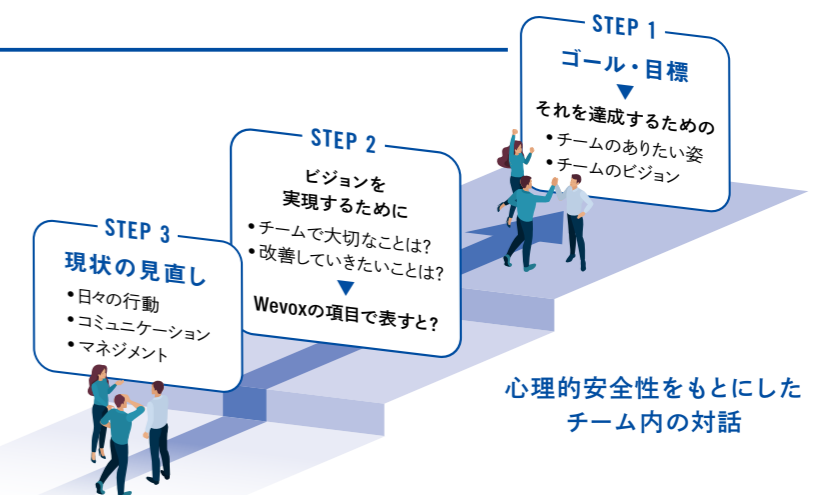 STEP 1
ゴール・目標
▼
それを達成するための
•チームのありたい姿
•チームのビジョン
STEP 2
ビジョンを
実現するために
•チームで大切なことは?
•改善していきたいことは?
▼
Wevoxの項目で表すと?
STEP 3
現状の見直し
•日々の行動
•コミュニケーション
•マネジメント
心理的安全性をもとにした
チーム内の対話